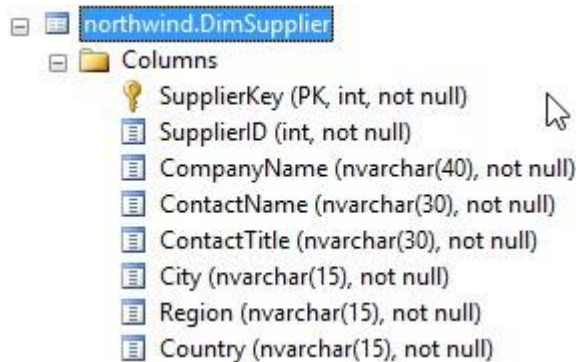 northwind.DimSupplier
Columns
SupplierKey (PK, int, not null)
SupplierID (int, not null)
CompanyName (nvarchar(40), not null)
ContactName (nvarchar(30), not null)
ContactTitle (nvarchar(30), not null)
City (nvarchar(15), not null)
Region (nvarchar(15), not null)
Country (nvarchar(15), not null)